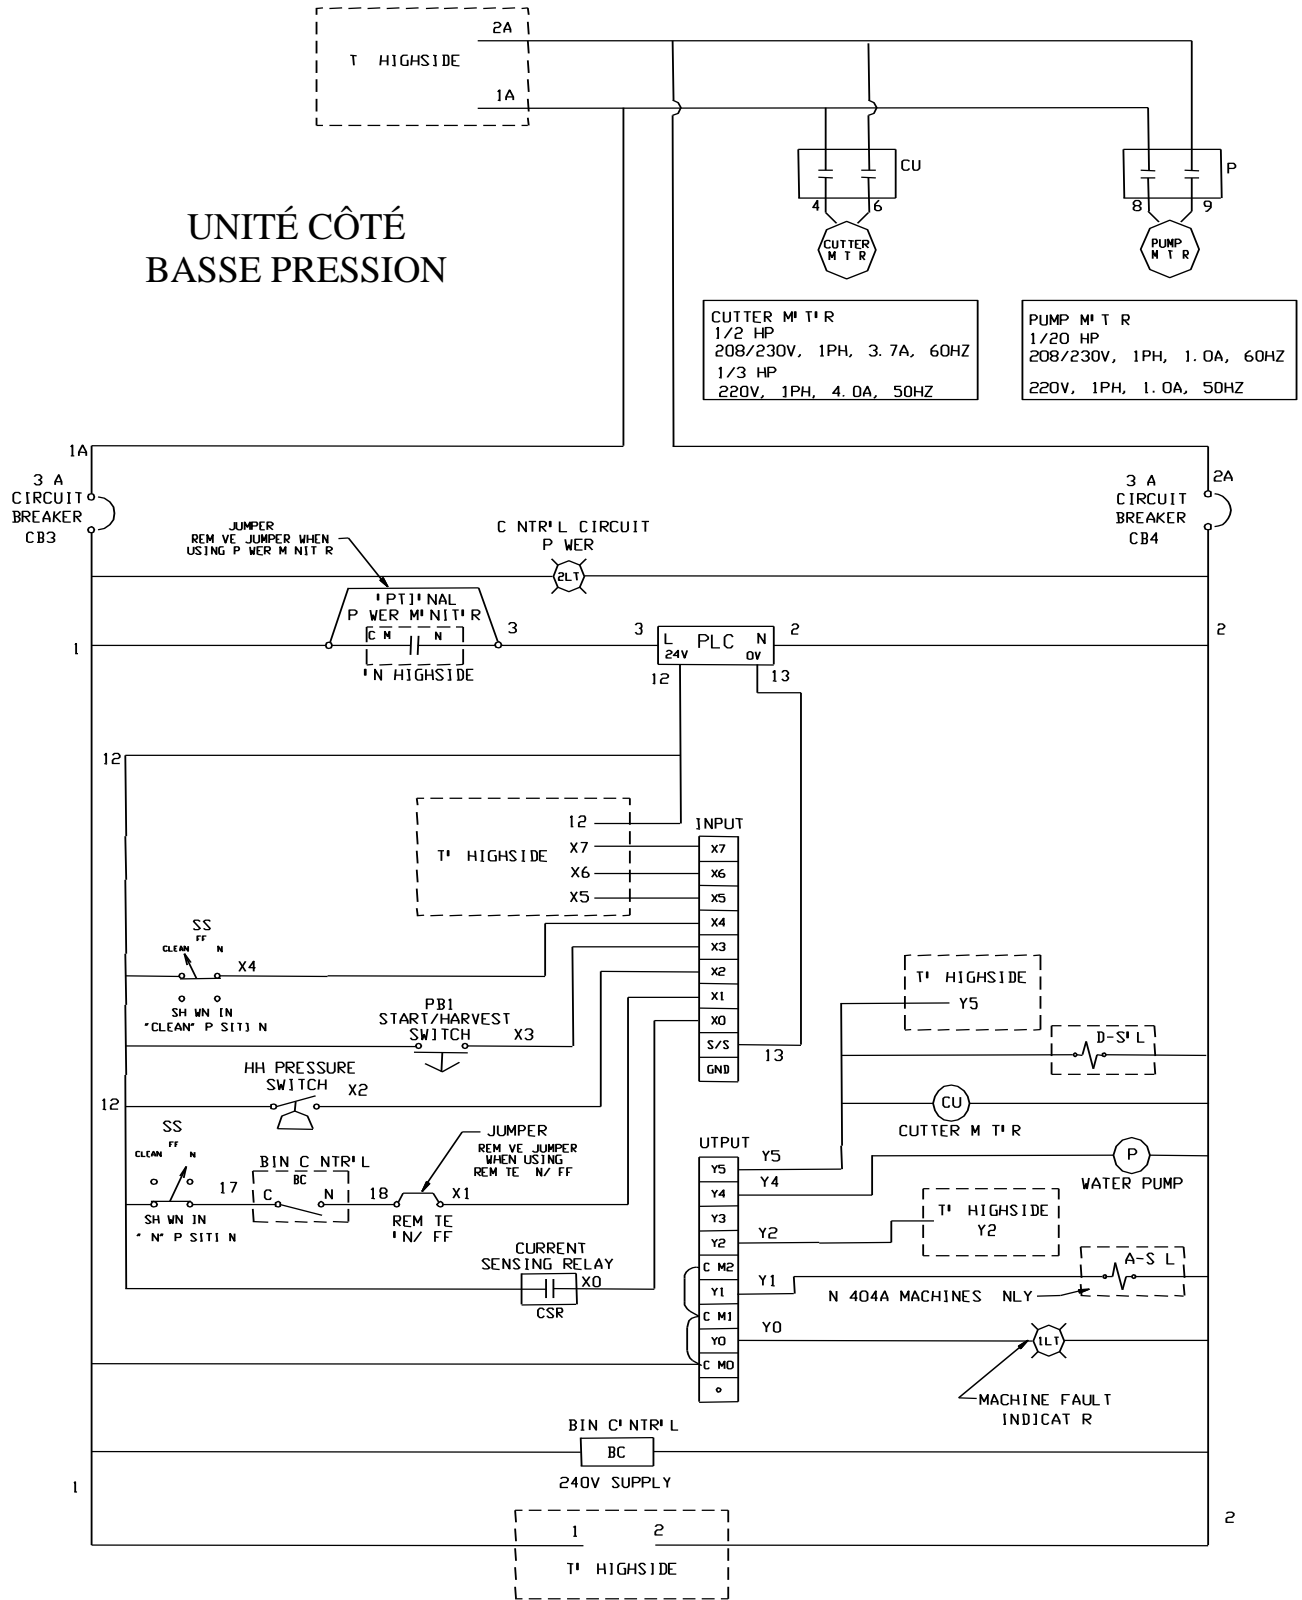 2A
T HIGHSIDE
1A
CU
P
4 6
8 9
UNITÉ CÔTÉ
BASSE PRESSION
CUTTER
M T R
PUMP
M T R
CUTTER M' T' R
1/2 HP
208/230V, 1PH, 3.7A, 60HZ
1/3 HP
220V, 1PH, 4.0A, 50HZ
PUMP M' T R
1/20 HP
208/230V, 1PH, 1.0A, 60HZ
220V, 1PH, 1.0A, 50HZ
1A
3 A
CIRCUIT
BREAKER
CB3
2A
3 A
CIRCUIT
BREAKER
CB4
JUMPER
REM VE JUMPER WHEN
USING P WER M NIT R
C NTR' L CIRCUIT
P WER
2LT
'PTI' NAL
P WER M' NIT' R
C M N
'N HIGHSIDE
1
3
3
L PLC N
24V 0V
2
2
12
13
12
12
X7
T' HIGHSIDE
X6
X5
INPUT
X7
X6
X5
X4
X3
X2
X1
X0
S/S
GND
13
SS
FF
CLEAN N
X4
SH WN IN
"CLEAN" P SITI N
PB1
START/HARVEST
SWITCH
X3
HH PRESSURE
SWITCH
X2
12
SS
FF
CLEAN N
SH WN IN
" N" P SITI N
17
BIN C NTR' L
BC
C N
18
X1
JUMPER
REM VE JUMPER
WHEN USING
REM TE N/ FF
REM TE
'N/ FF
CURRENT
SENSING RELAY
X0
CSR
T' HIGHSIDE
Y5
D-S' L
CU
CUTTER M T' R
UTPUT
Y5
Y4
Y3
Y2
C M2
Y1
C M1
Y0
C M0
Y5
Y4
P
WATER PUMP
Y2
T' HIGHSIDE
Y2
Y1
A-S L
N 404A MACHINES NLY
Y0
1LT
MACHINE FAULT
INDICAT R
BIN C' NTR' L
BC
240V SUPPLY
1
2
1 2
T' HIGHSIDE